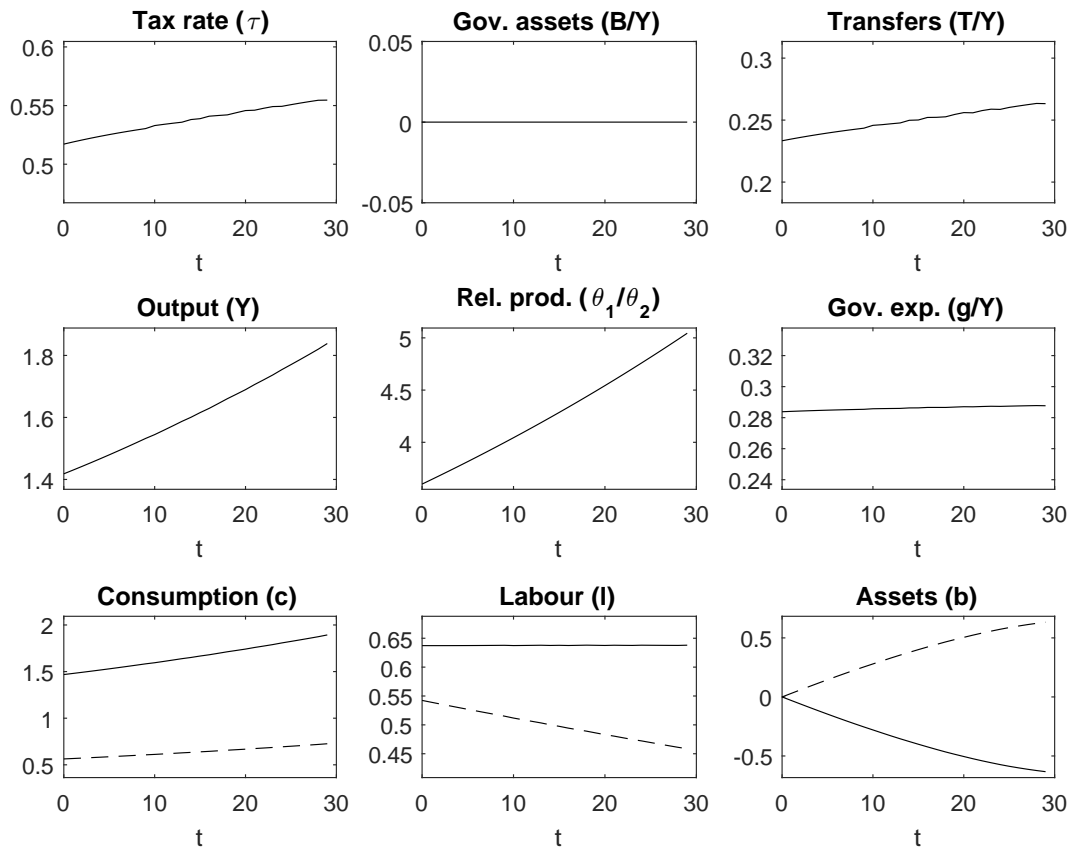 Tax rate (τ)
0.6
0.55
0.5
0 10 20 30
t
Gov. assets (B/Y)
0.05
0
-0.05
0 10 20 30
t
Transfers (T/Y)
0.3
0.25
0.2
0 10 20 30
t
Output (Y)
1.8
1.6
1.4
0 10 20 30
t
Rel. prod. (θ_1/θ_2)
5
4.5
4
0 10 20 30
t
Gov. exp. (g/Y)
0.32
0.3
0.28
0.26
0.24
0 10 20 30
t
Consumption (c)
2
1.5
1
0.5
0 10 20 30
t
Labour (l)
0.65
0.6
0.55
0.5
0.45
0 10 20 30
t
Assets (b)
0.5
0
-0.5
0 10 20 30
t